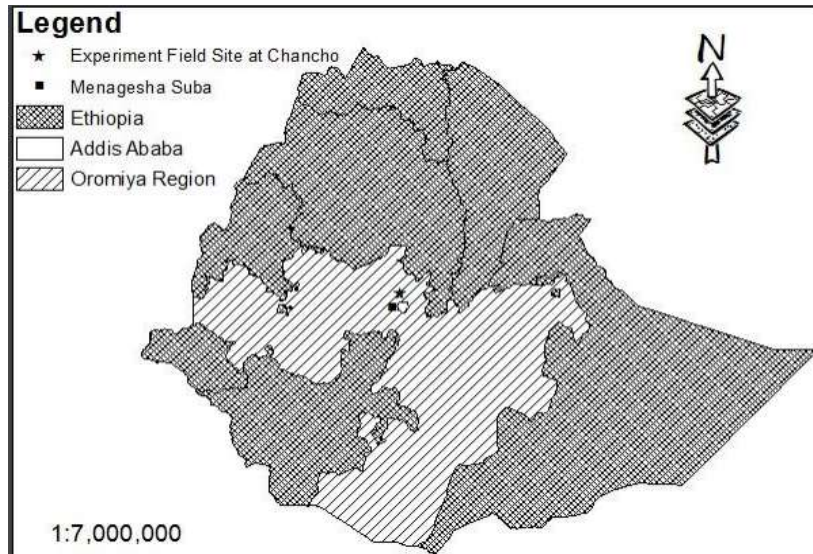 Legend
Experiment Field Site at Chancho
Menagesha Suba
Ethiopia
Addis Ababa
Oromiya Region
N
1:7,000,000